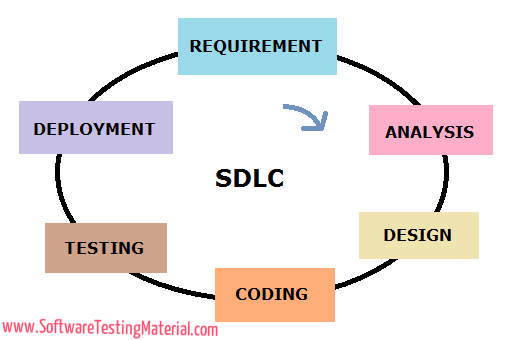 REQUIREMENT
DEPLOYMENT
ANALYSIS
SDLC
TESTING
DESIGN
CODING
www.SoftwareTestingMaterial.com